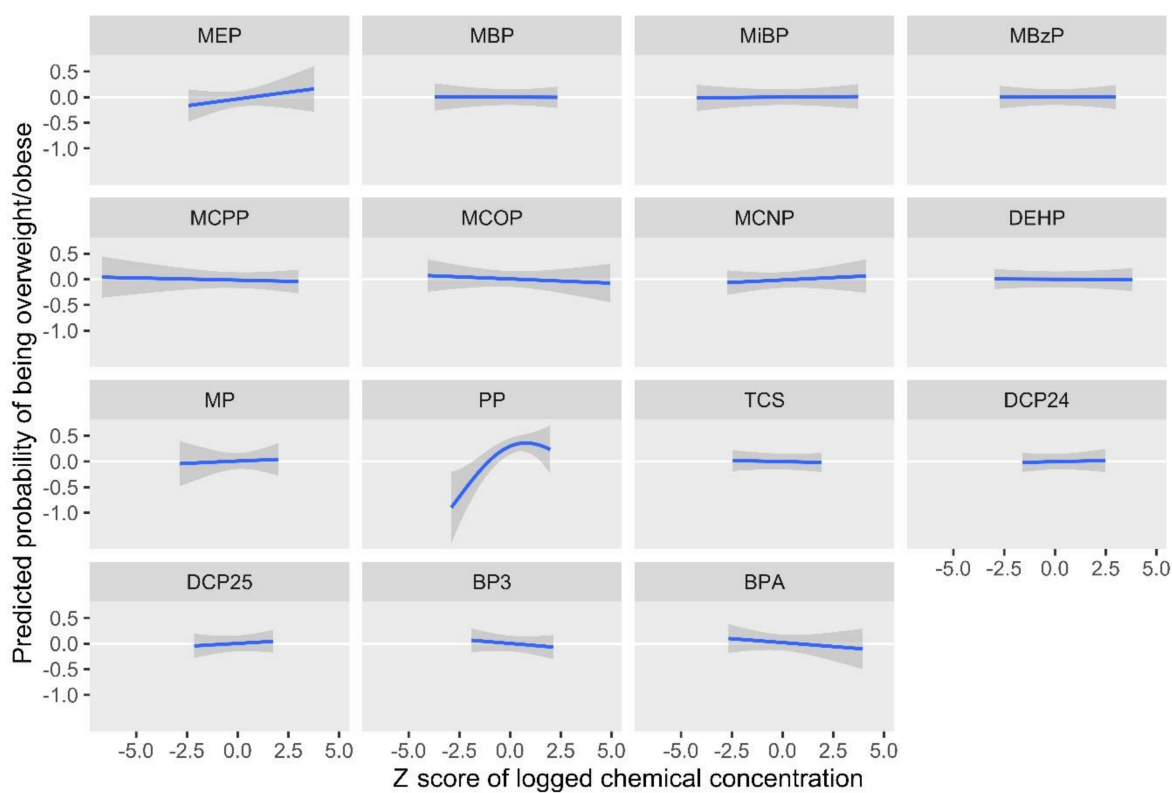 MEP MBP MiBP MBzP
0.5
0.0
-0.5
-1.0
MCPP MCOP MCNP DEHP
0.5
0.0
-0.5
-1.0
MP PP TCS DCP24
0.5
0.0
-0.5
-1.0
-5.0 -2.5 0.0 2.5 5.0
DCP25 BP3 BPA
0.5
0.0
-0.5
-1.0
-5.0 -2.5 0.0 2.5 5.0 -5.0 -2.5 0.0 2.5 5.0 -5.0 -2.5 0.0 2.5 5.0
Z score of logged chemical concentration
Predicted probability of being overweight/obese